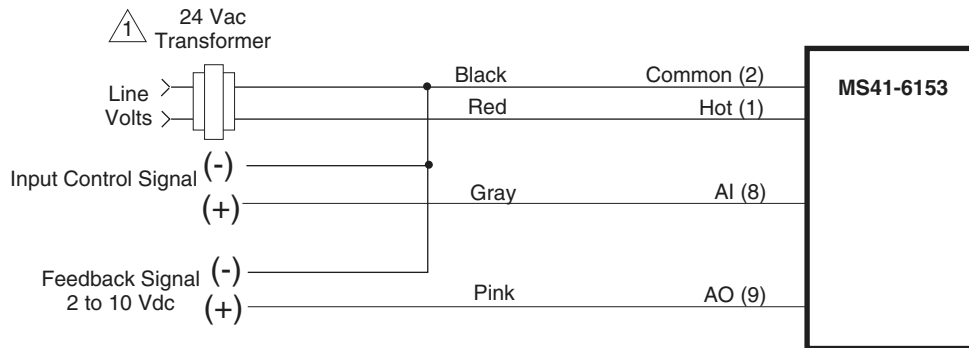 1
24 Vac
Transformer
Line
Volts
Black
Common (2)
Red
Hot (1)
MS41-6153
Input Control Signal
(-)
(+)
Gray
AI (8)
Feedback Signal
2 to 10 Vdc
(-)
(+)
Pink
AO (9)